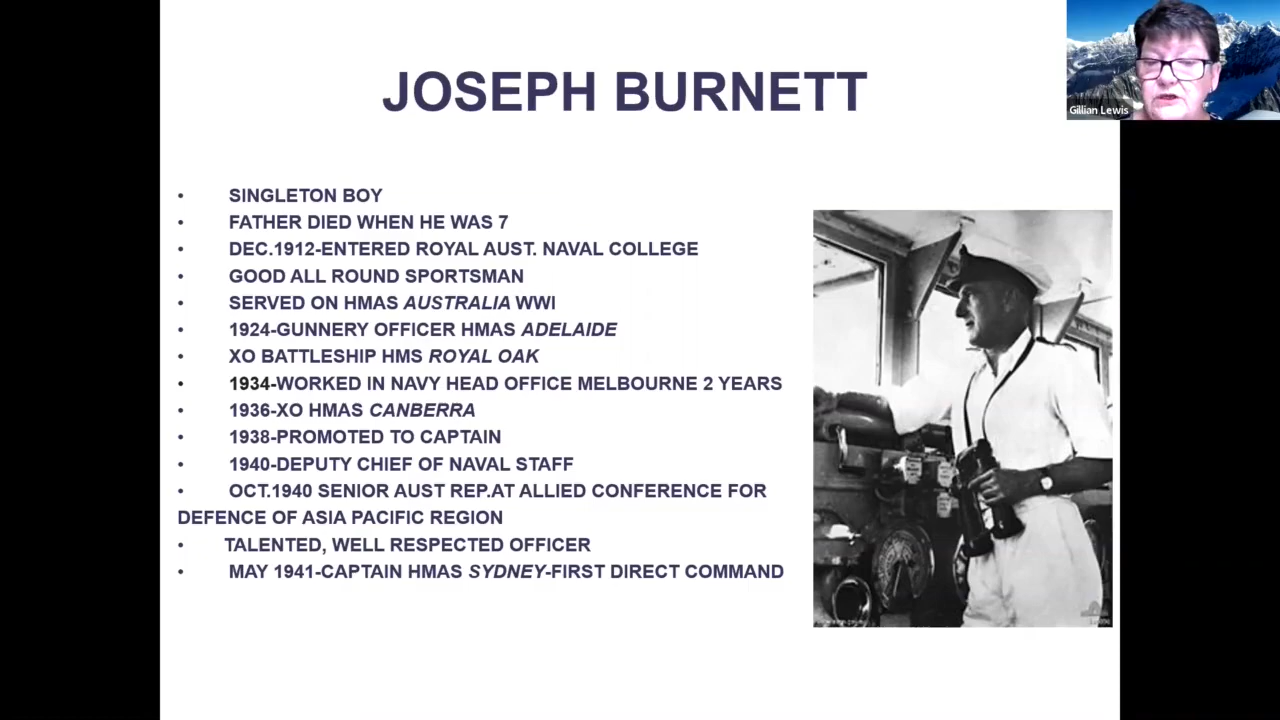 JOSEPH BURNETT
Gillian Lewis
• SINGLETON BOY
• FATHER DIED WHEN HE WAS 7
• DEC.1912-ENTERED ROYAL AUST. NAVAL COLLEGE
• GOOD ALL ROUND SPORTSMAN
• SERVED ON HMAS AUSTRALIA WWI
• 1924-GUNNERY OFFICER HMAS ADELAIDE
• XO BATTLESHIP HMS ROYAL OAK
• 1934-WORKED IN NAVY HEAD OFFICE MELBOURNE 2 YEARS
• 1936-XO HMAS CANBERRA
• 1938-PROMOTED TO CAPTAIN
• 1940-DEPUTY CHIEF OF NAVAL STAFF
• OCT.1940 SENIOR AUST REP.AT ALLIED CONFERENCE FOR
DEFENCE OF ASIA PACIFIC REGION
• TALENTED, WELL RESPECTED OFFICER
• MAY 1941-CAPTAIN HMAS SYDNEY-FIRST DIRECT COMMAND